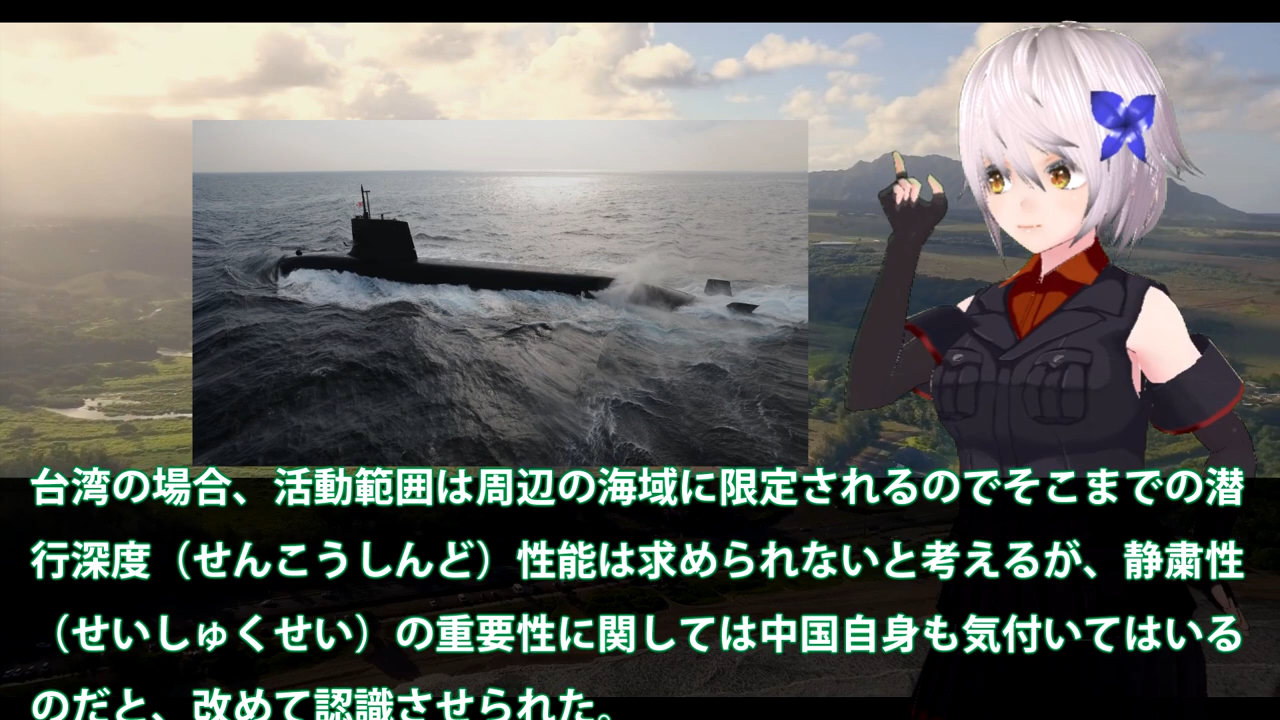 台湾の場合、活動範囲は周辺の海域に限定されるのでそこまでの潜
行深度（せんこうしんど）性能は求められないと考えるが、静粛性
（せいしゅくせい）の重要性に関しては中国自身も気付いてはいる
のだと、改めて認識させられた。